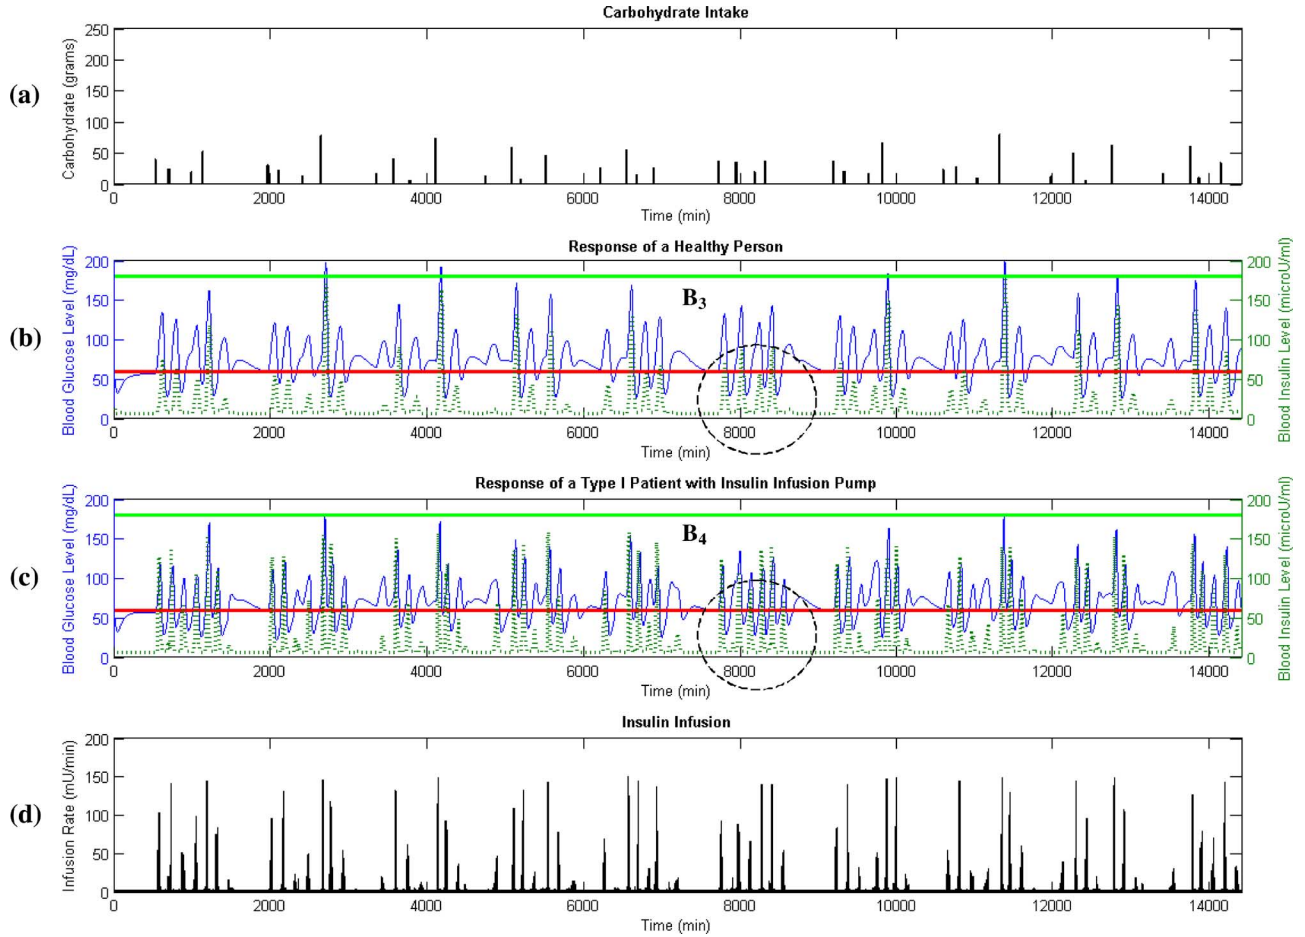 Carbohydrate Intake
(a)
Carbohydrate (grams)
250
200
150
100
50
0
0 2000 4000 6000 8000 10000 12000 14000
Time (min)
Response of a Healthy Person
(b)
Blood Glucose Level (mg/dL)
200
150
100
50
0
B3
200
150
100
50
0
Blood Insulin Level (microU/ml)
0 2000 4000 6000 8000 10000 12000 14000
Time (min)
Response of a Type I Patient with Insulin Infusion Pump
(c)
Blood Glucose Level (mg/dL)
200
150
100
50
0
B4
200
150
100
50
0
Blood Insulin Level (microU/ml)
0 2000 4000 6000 8000 10000 12000 14000
Time (min)
Insulin Infusion
(d)
Infusion Rate (mU/min)
200
150
100
50
0
0 2000 4000 6000 8000 10000 12000 14000
Time (min)